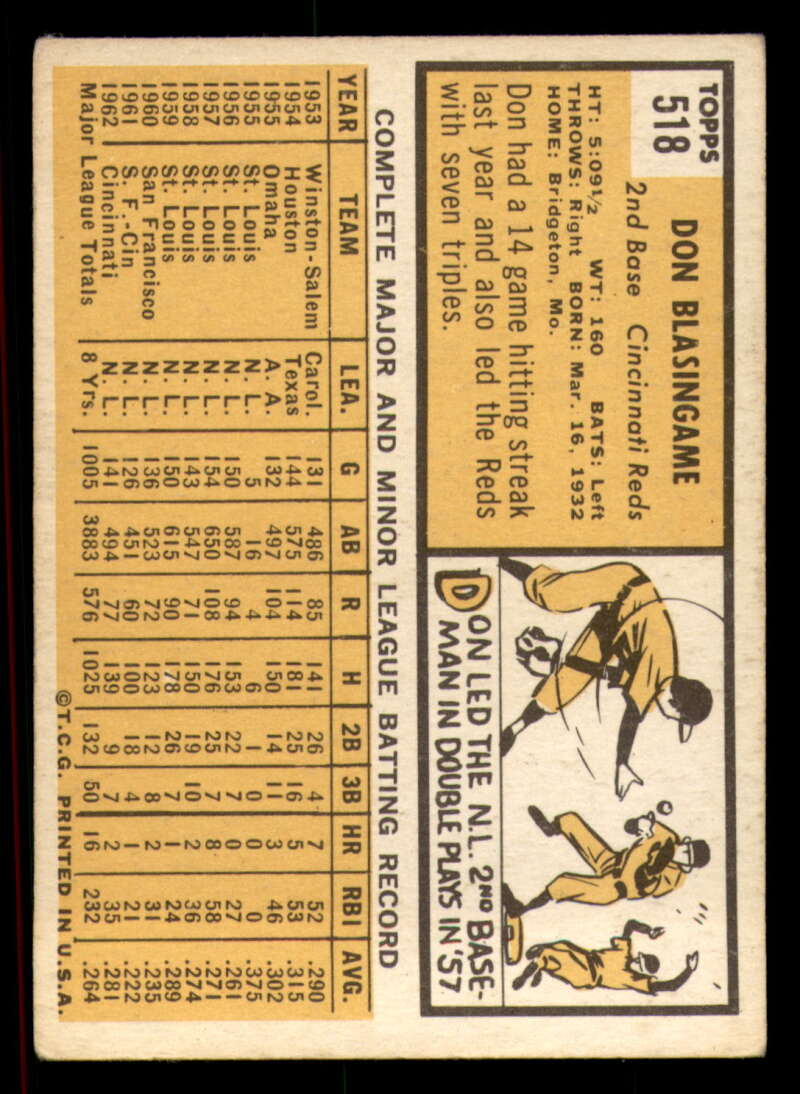 TOPPS
518
DON BLASINGAME
2nd Base Cincinnati Reds
HT: 5:09½ WT: 160 BATS: Left
THROWS: Right BORN: Mar. 16, 1932
HOME: Bridgeton, Mo.
Don had a 14 game hitting streak
last year and also led the Reds
with seven triples.
DON LED THE N.L. 2ND BASE-
MAN IN DOUBLE PLAYS IN '57
COMPLETE MAJOR AND MINOR LEAGUE BATTING RECORD
YEAR TEAM LEA. G AB R H 2B 3B HR RBI AVG.
1953 Winston-Salem Carol. 131 486 85 141 26 4 7 52 .290
1954 Houston Texas 144 575 114 181 25 16 5 53 .315
1955 Omaha A. A. 132 497 104 150 14 11 3 46 .302
1955 St. Louis N. L. 5 16 4 6 1 0 0 0 .375
1956 St. Louis N. L. 150 587 94 153 22 7 0 27 .261
1957 St. Louis N. L. 154 650 108 176 25 7 8 58 .271
1958 St. Louis N. L. 143 547 71 150 19 10 2 36 .274
1959 St. Louis N. L. 150 615 90 178 26 7 1 24 .289
1960 San Francisco N. L. 136 523 72 123 12 8 2 31 .235
1961 S. F.-Cin N. L. 126 451 60 100 18 4 1 21 .222
1962 Cincinnati N. L. 141 494 77 139 9 7 2 35 .281
Major League Totals 8 Yrs. 1005 3883 576 1025 132 50 16 232 .264
©T.C.G. PRINTED IN U.S.A.